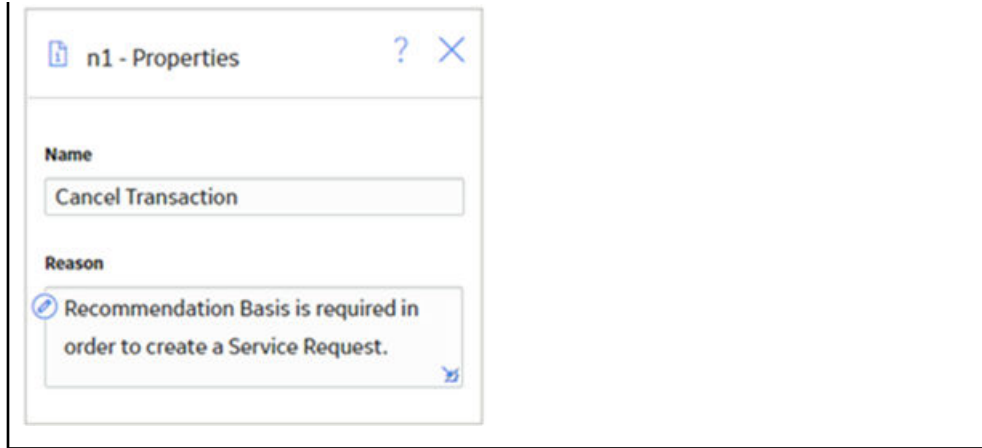 n1 - Properties ?
Name
Cancel Transaction
Reason
Recommendation Basis is required in
order to create a Service Request.